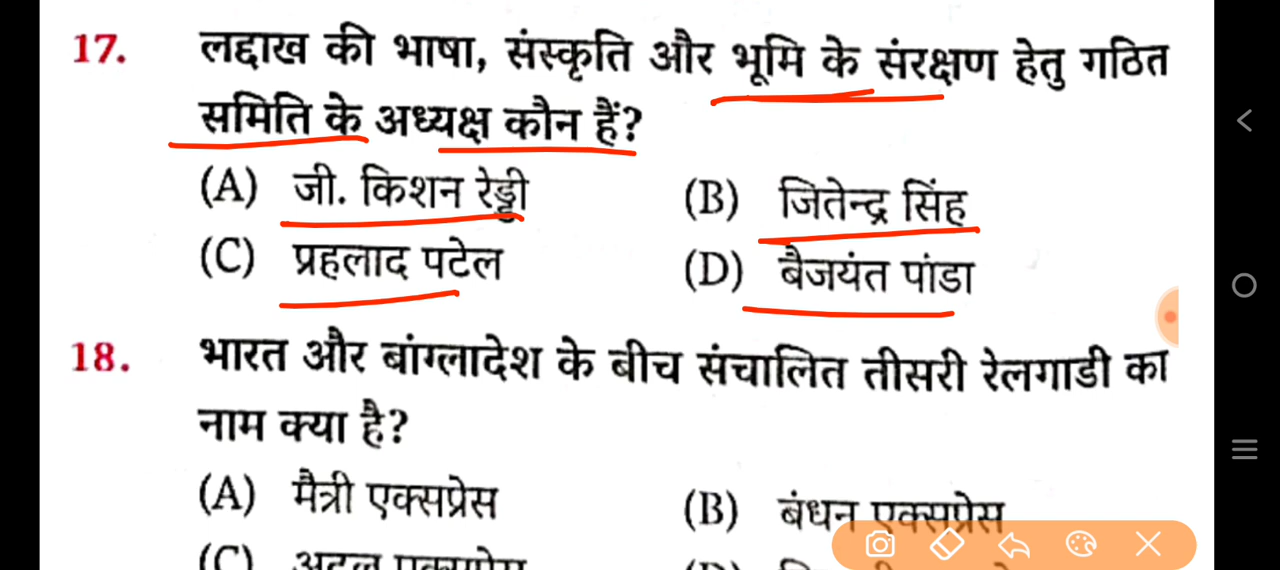 17. लद्दाख की भाषा, संस्कृति और भूमि के संरक्षण हेतु गठित
समिति के अध्यक्ष कौन हैं?
(A) जी. किशन रेड्डी (B) जितेन्द्र सिंह
(C) प्रहलाद पटेल (D) बैजयंत पांडा
18. भारत और बांग्लादेश के बीच संचालित तीसरी रेलगाडी का
नाम क्या है?
(A) मैत्री एक्सप्रेस (B) बंधन एक्सप्रेस
(C) (D)